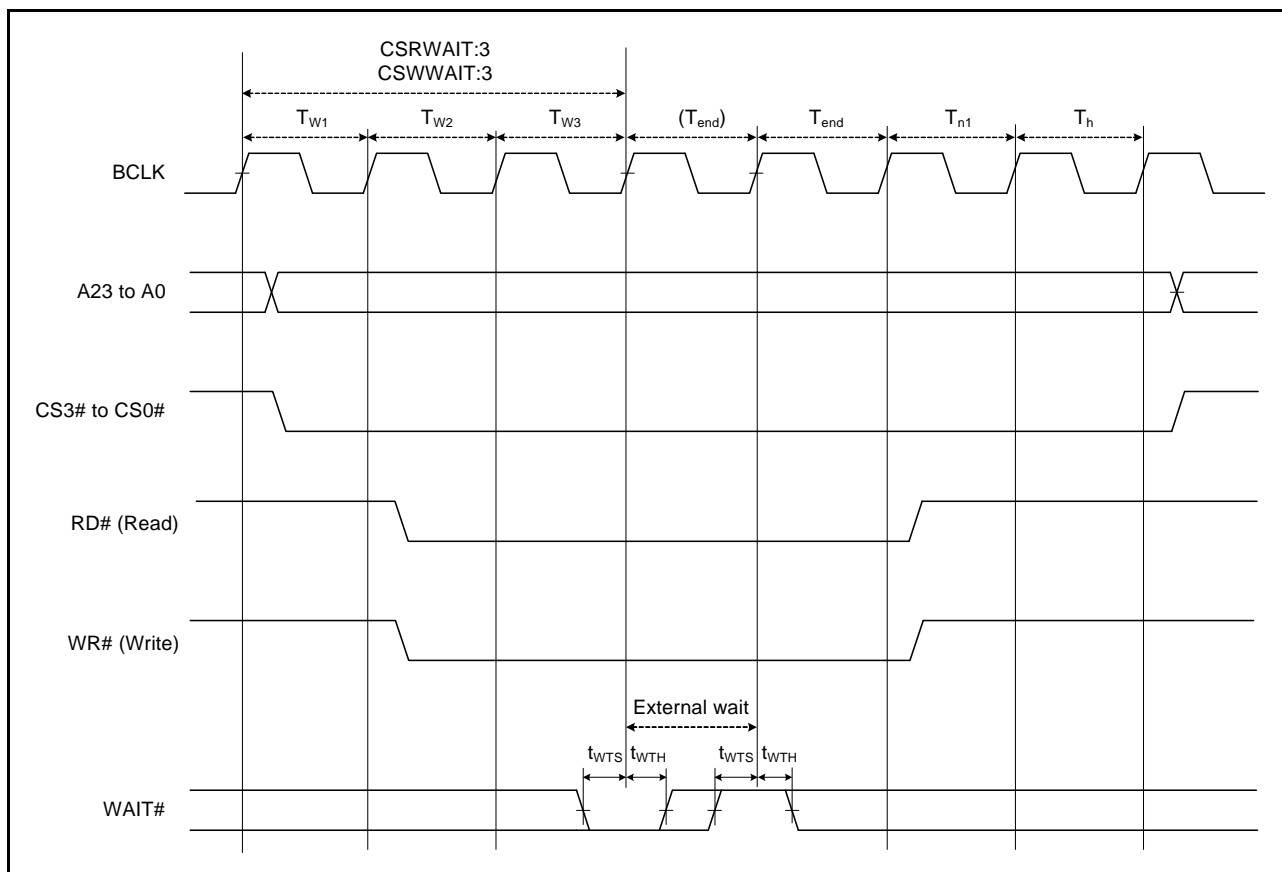 CSRWAIT:3
CSWWAIT:3
TW1 TW2 TW3 (Tend) Tend Tn1 Th
BCLK
A23 to A0
CS3# to CS0#
RD# (Read)
WR# (Write)
External wait
tWTS tWTH tWTS tWTH
WAIT#